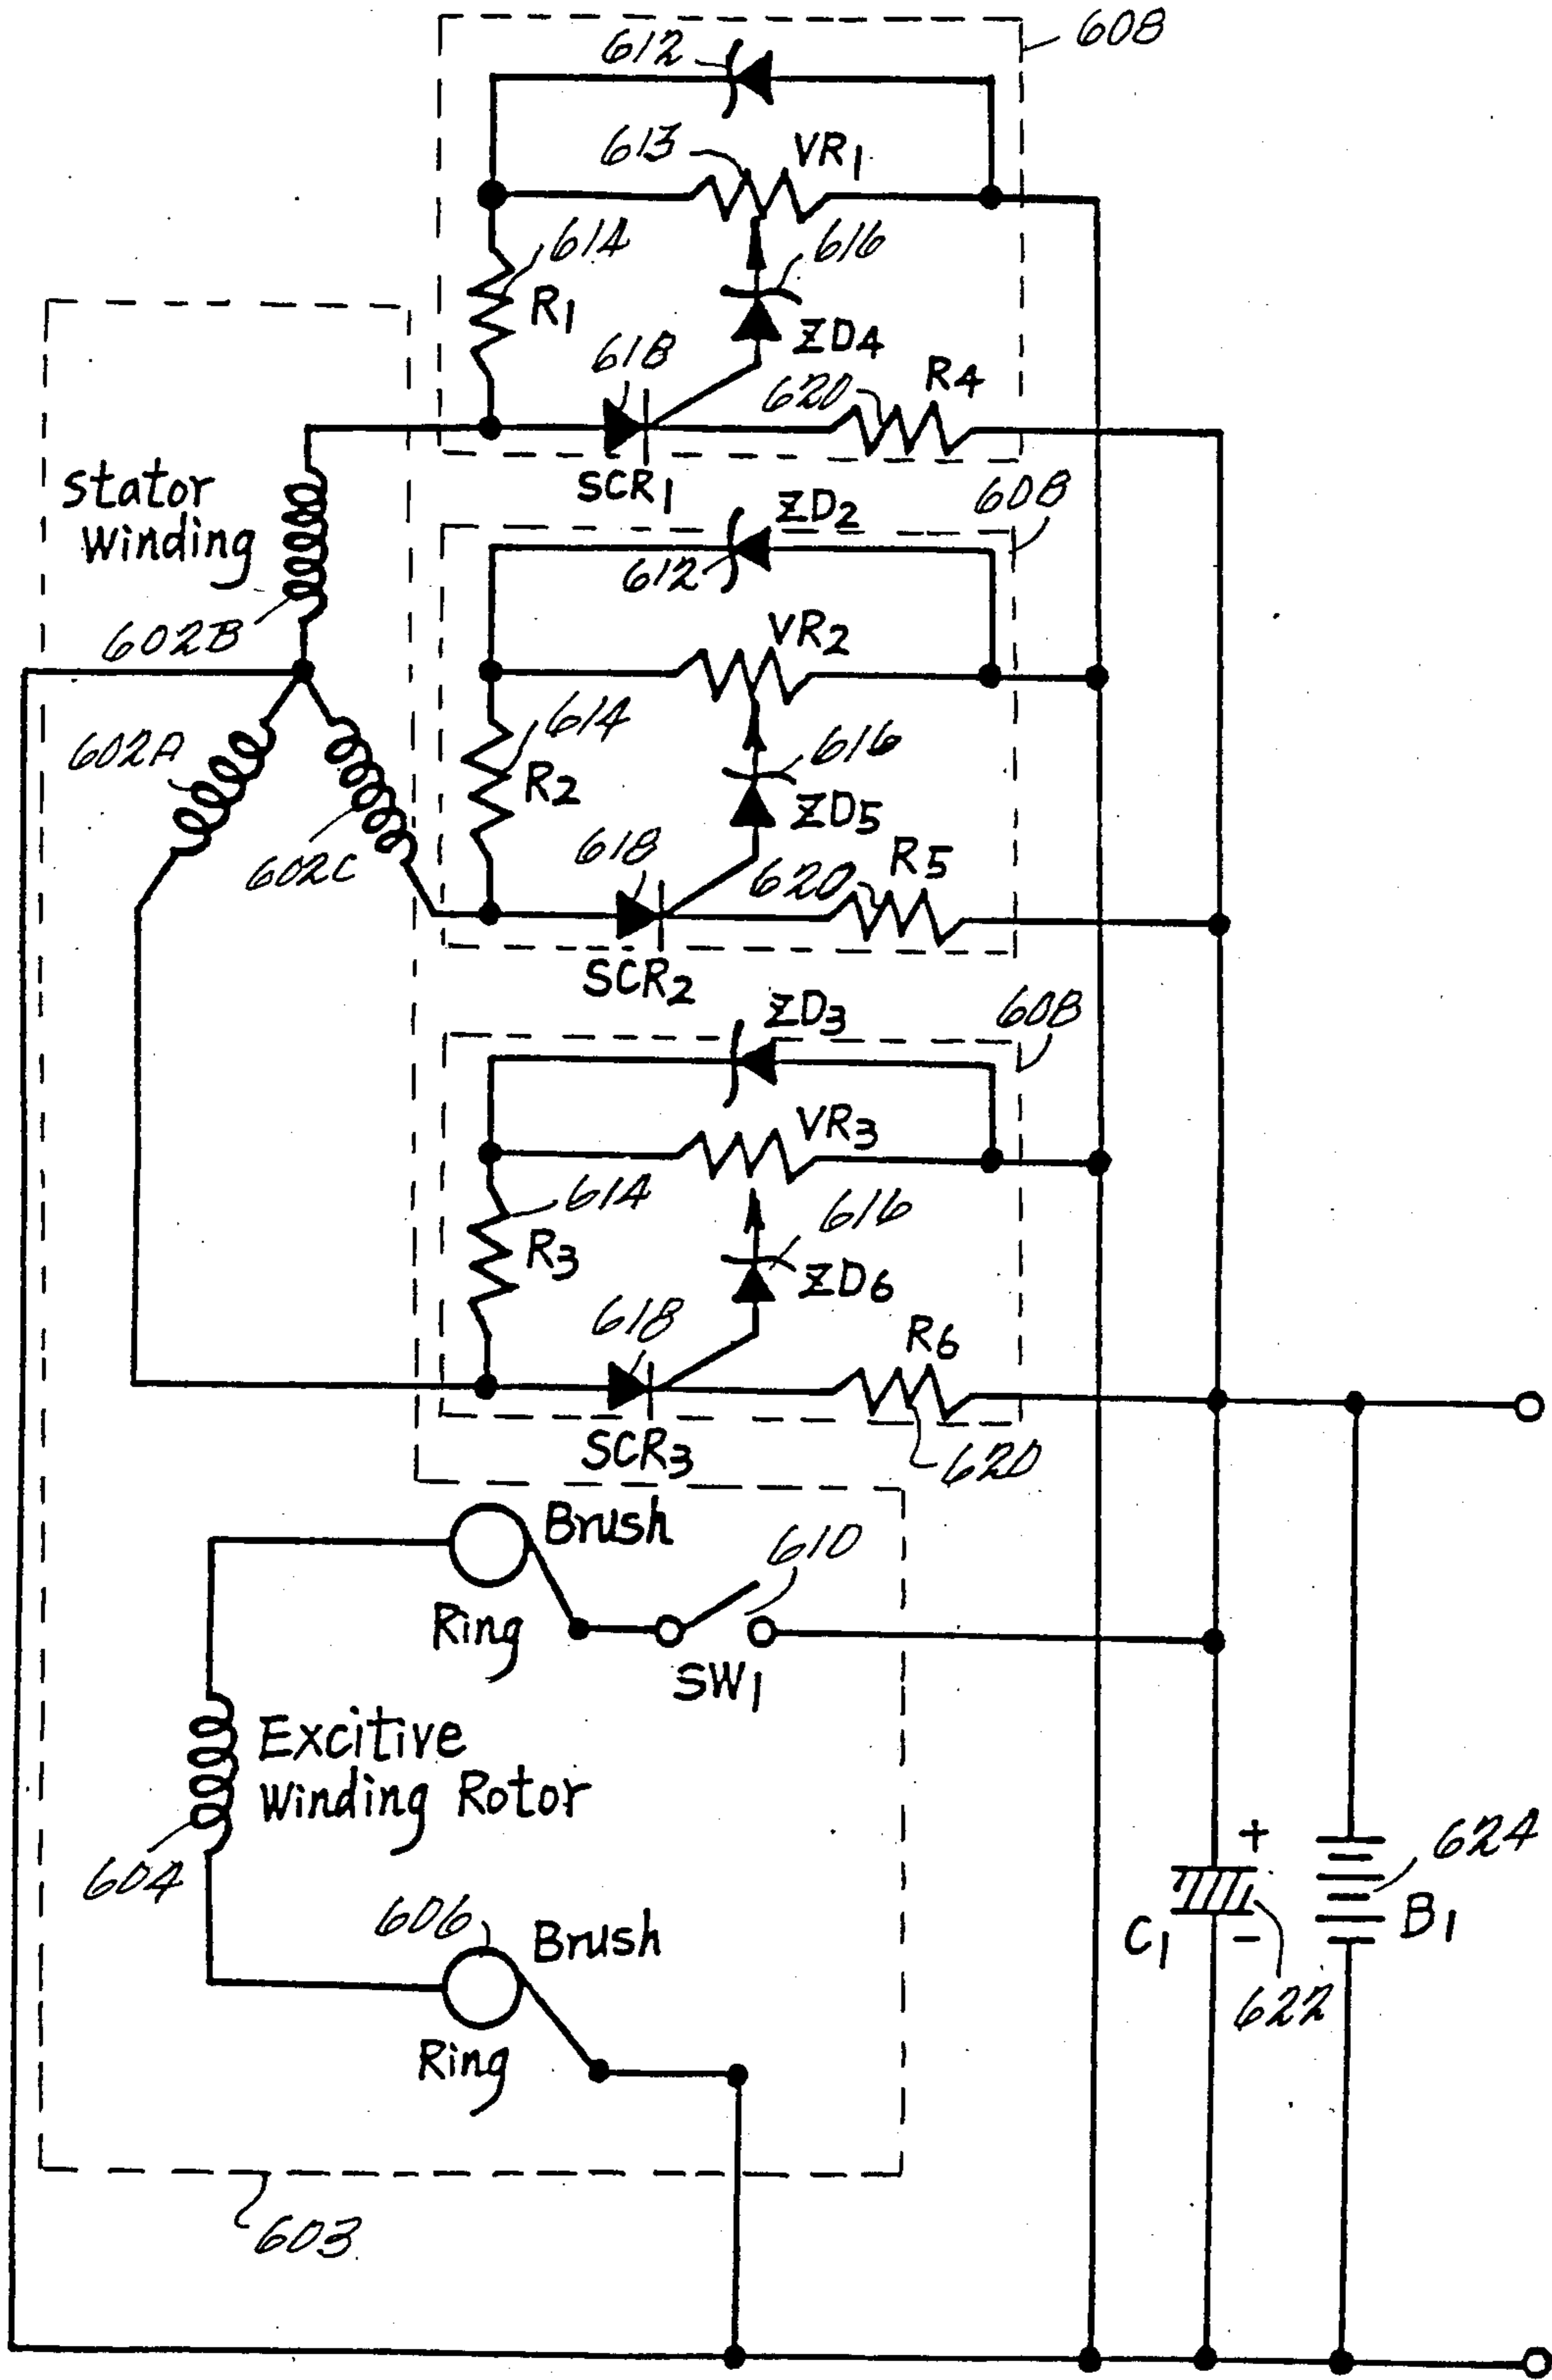 608
612
613
VR1
614
616
R1
ZD4
618
R4
620
SCR1
Stator
Winding
608
ZD2
612
602B
VR2
614
616
602A
R2
ZD5
618
R5
602C
620
SCR2
ZD3
608
VR3
614
616
R3
ZD6
618
R6
SCR3
620
Brush
610
Ring
SW1
Excitive
Winding Rotor
604
606
Brush
+
624
C1
B1
-
622
Ring
603